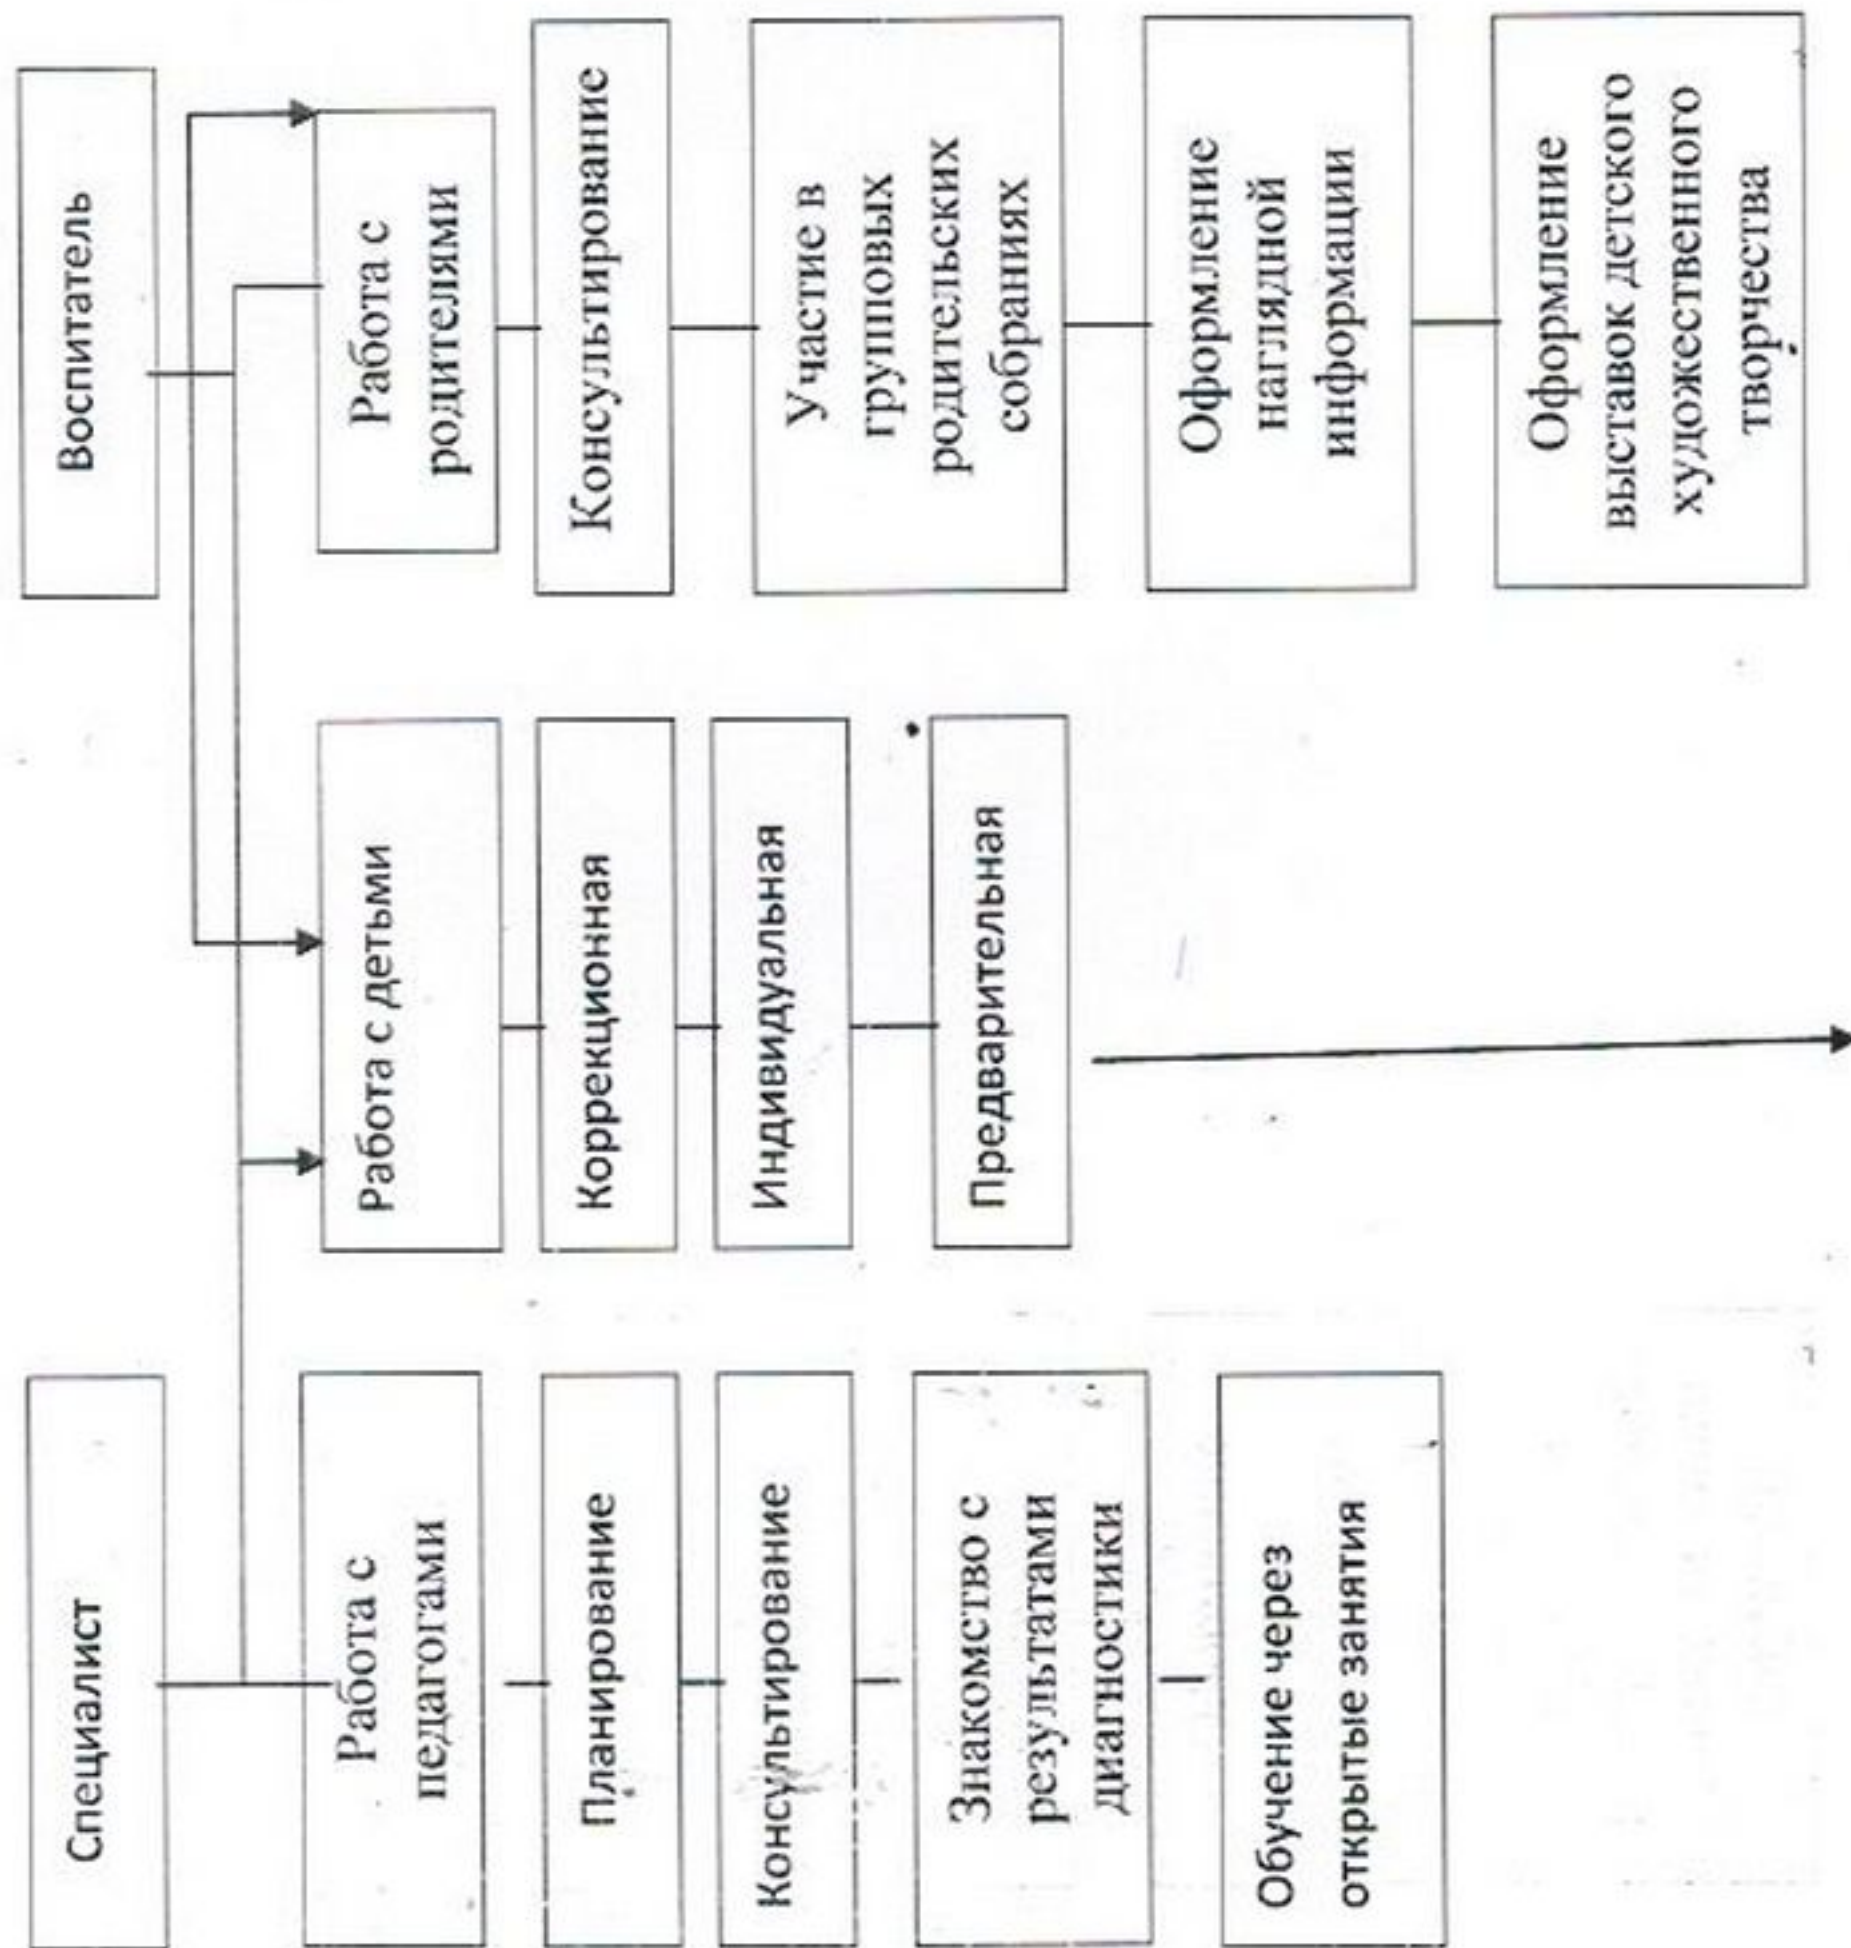 Специалист
Воспитатель
Работа с
педагогами
Планирование
Консультирование
Знакомство с
результатами
диагностики
Обучение через
открытые занятия
Работа с детьми
Коррекционная
Индивидуальная
Предварительная
Работа с
родителями
Консультирование
Участие в
групповых
родительских
собраниях
Оформление
наглядной
информации
Оформление
выставок детского
художественного
творчества